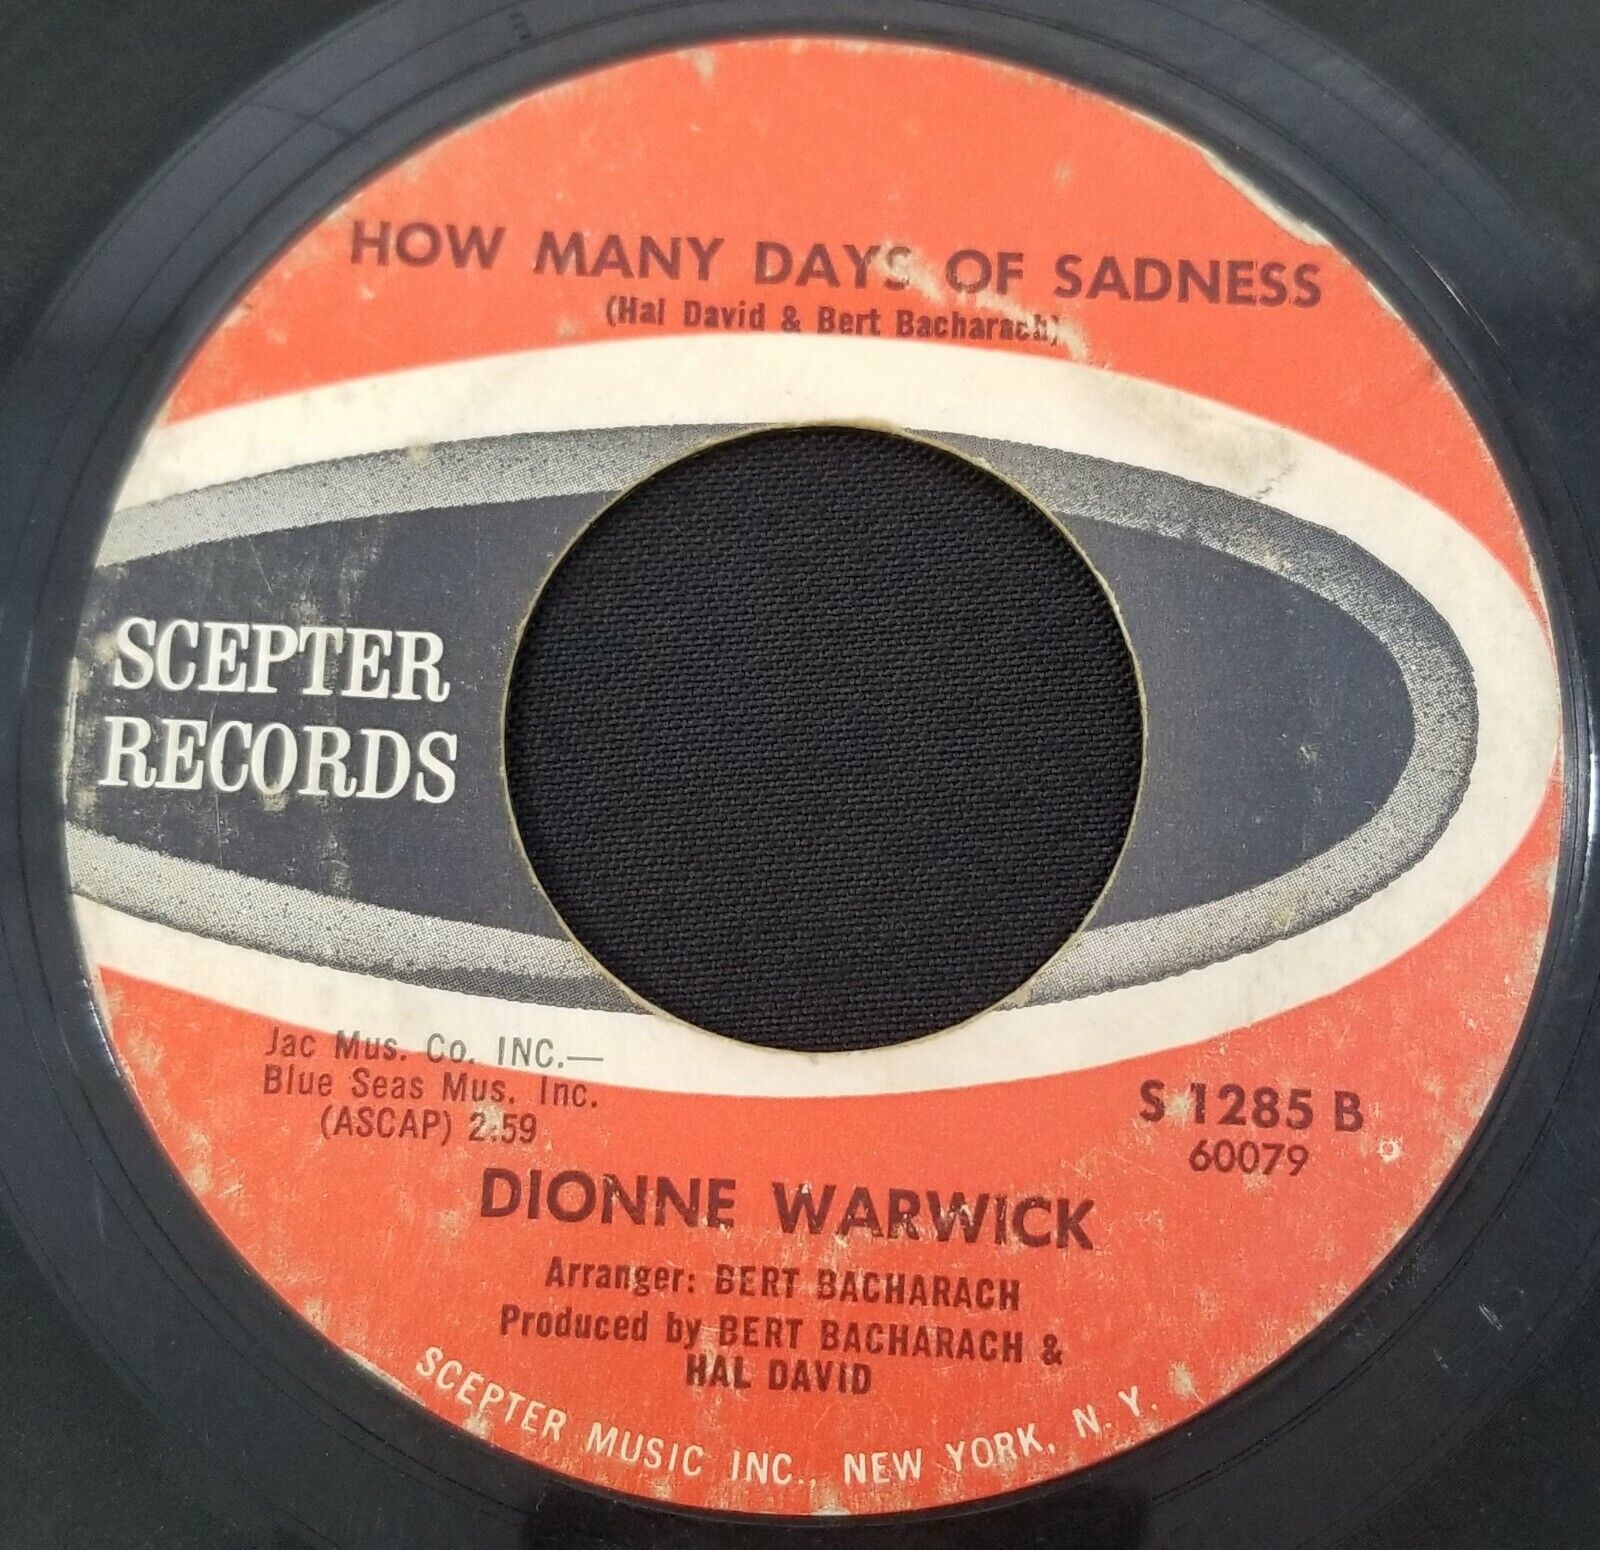 HOW MANY DAYS OF SADNESS
(Hal David & Bert Bacharach)
SCEPTER
RECORDS
Jac Mus. Co. INC.—
Blue Seas Mus. Inc.
(ASCAP) 2:59
S 1285 B
60079
DIONNE WARWICK
Arranger: BERT BACHARACH
Produced by BERT BACHARACH &
HAL DAVID
SCEPTER MUSIC INC., NEW YORK, N. Y.